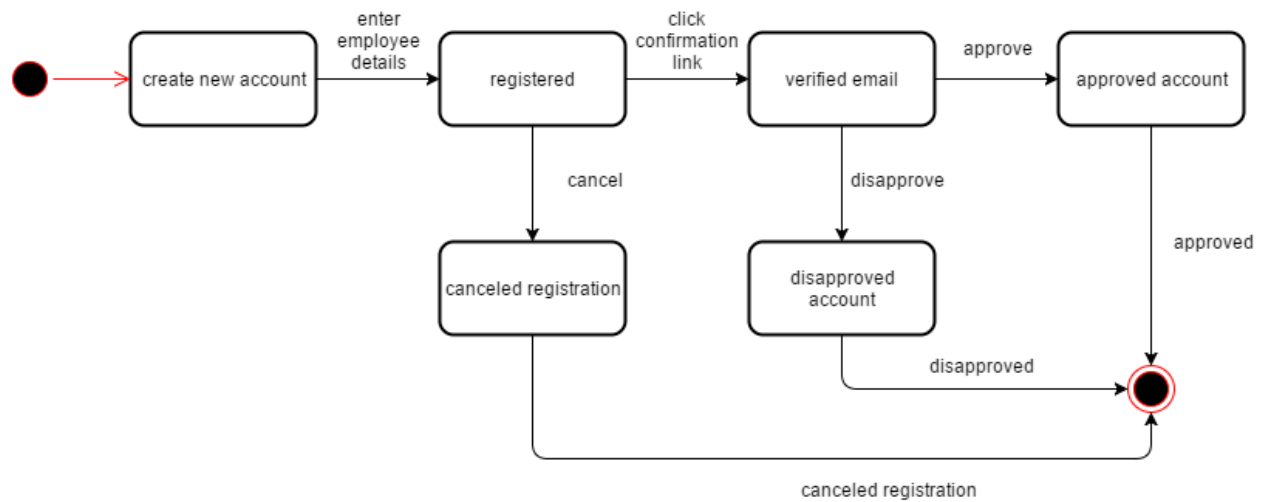 enter
employee
details
click
confirmation
link
approve
create new account
registered
verified email
approved account
cancel
disapprove
approved
canceled registration
disapproved
account
disapproved
canceled registration